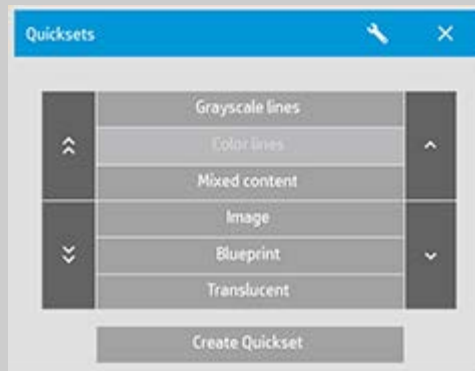 Quicksets
Grayscale lines
Color lines
Mixed content
Image
Blueprint
Translucent
Create Quickset